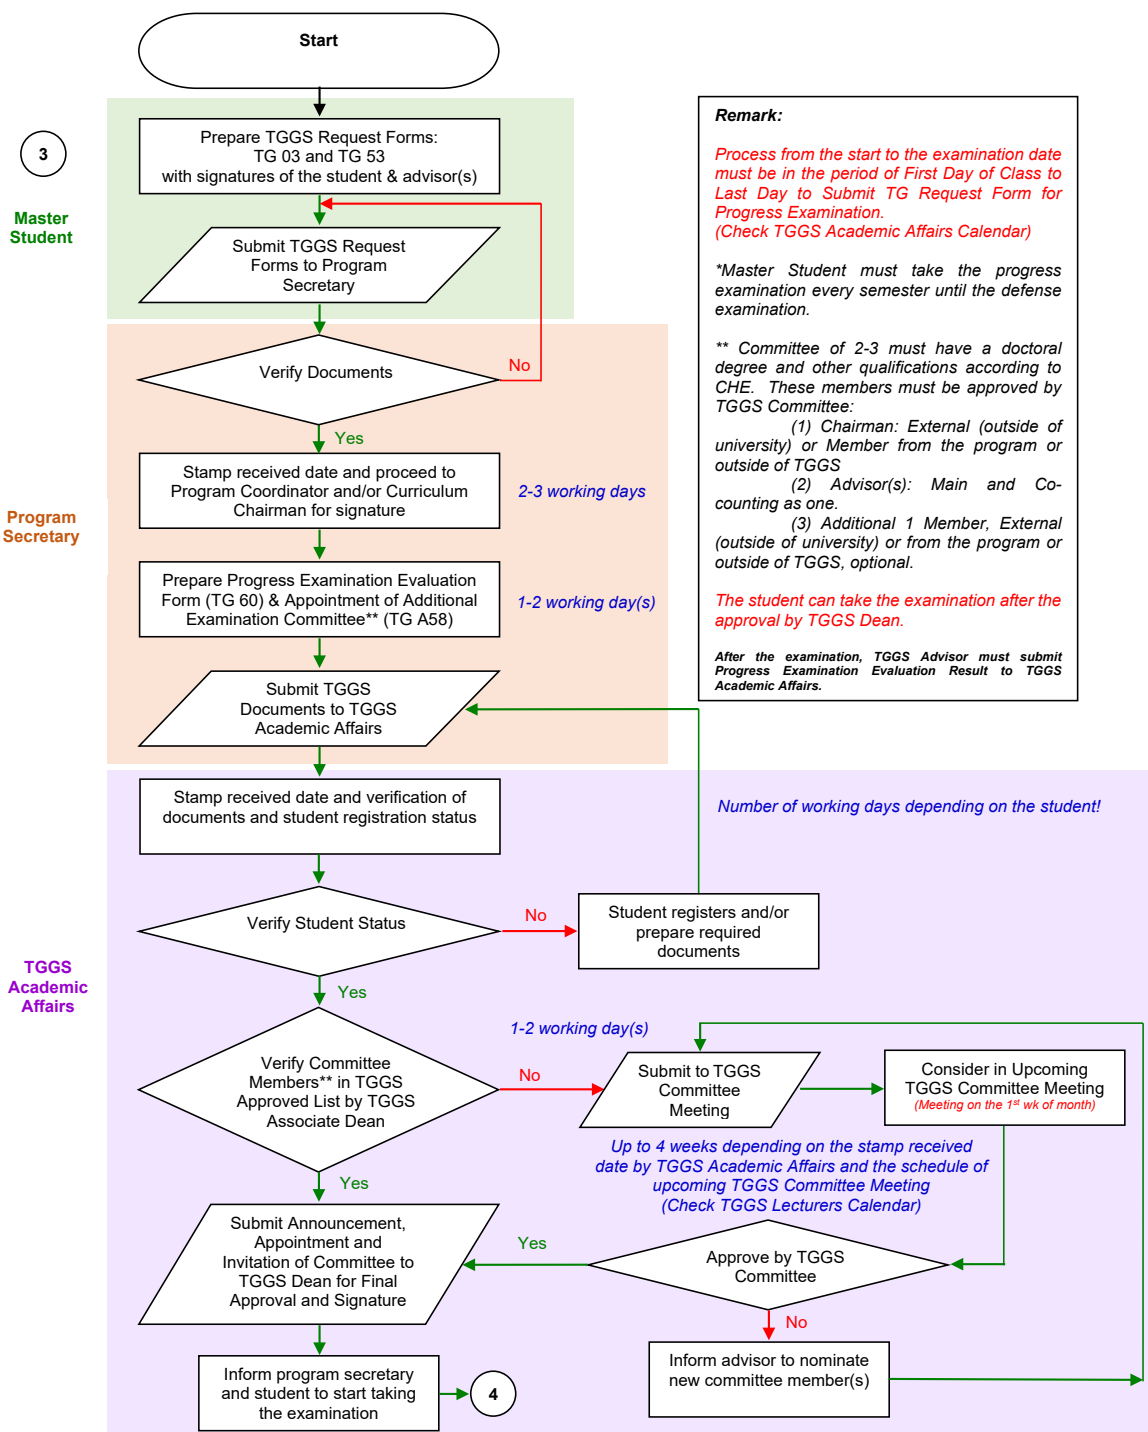 Start
3
Master
Student
Prepare TGGS Request Forms:
TG 03 and TG 53
with signatures of the student & advisor(s)
Submit TGGS Request
Forms to Program
Secretary
Remark:
Process from the start to the examination date
must be in the period of First Day of Class to
Last Day to Submit TG Request Form for
Progress Examination.
(Check TGGS Academic Affairs Calendar)
*Master Student must take the progress
examination every semester until the defense
examination.
** Committee of 2-3 must have a doctoral
degree and other qualifications according to
CHE. These members must be approved by
TGGS Committee:
(1) Chairman: External (outside of
university) or Member from the program or
outside of TGGS
(2) Advisor(s): Main and Co-
counting as one.
(3) Additional 1 Member, External
(outside of university) or from the program or
outside of TGGS, optional.
The student can take the examination after the
approval by TGGS Dean.
After the examination, TGGS Advisor must submit
Progress Examination Evaluation Result to TGGS
Academic Affairs.
Program
Secretary
Verify Documents
No
Yes
Stamp received date and proceed to
Program Coordinator and/or Curriculum
Chairman for signature
2-3 working days
Prepare Progress Examination Evaluation
Form (TG 60) & Appointment of Additional
Examination Committee** (TG A58)
1-2 working day(s)
Submit TGGS
Documents to TGGS
Academic Affairs
TGGS
Academic
Affairs
Stamp received date and verification of
documents and student registration status
Number of working days depending on the student!
Verify Student Status
No
Student registers and/or
prepare required
documents
Yes
Verify Committee
Members** in TGGS
Approved List by TGGS
Associate Dean
1-2 working day(s)
No
Submit to TGGS
Committee
Meeting
Consider in Upcoming
TGGS Committee Meeting
(Meeting on the 1st wk of month)
Up to 4 weeks depending on the stamp received
date by TGGS Academic Affairs and the schedule of
upcoming TGGS Committee Meeting
(Check TGGS Lecturers Calendar)
Yes
Submit Announcement,
Appointment and
Invitation of Committee to
TGGS Dean for Final
Approval and Signature
Yes
Approve by TGGS
Committee
No
Inform advisor to nominate
new committee member(s)
Inform program secretary
and student to start taking
the examination
4